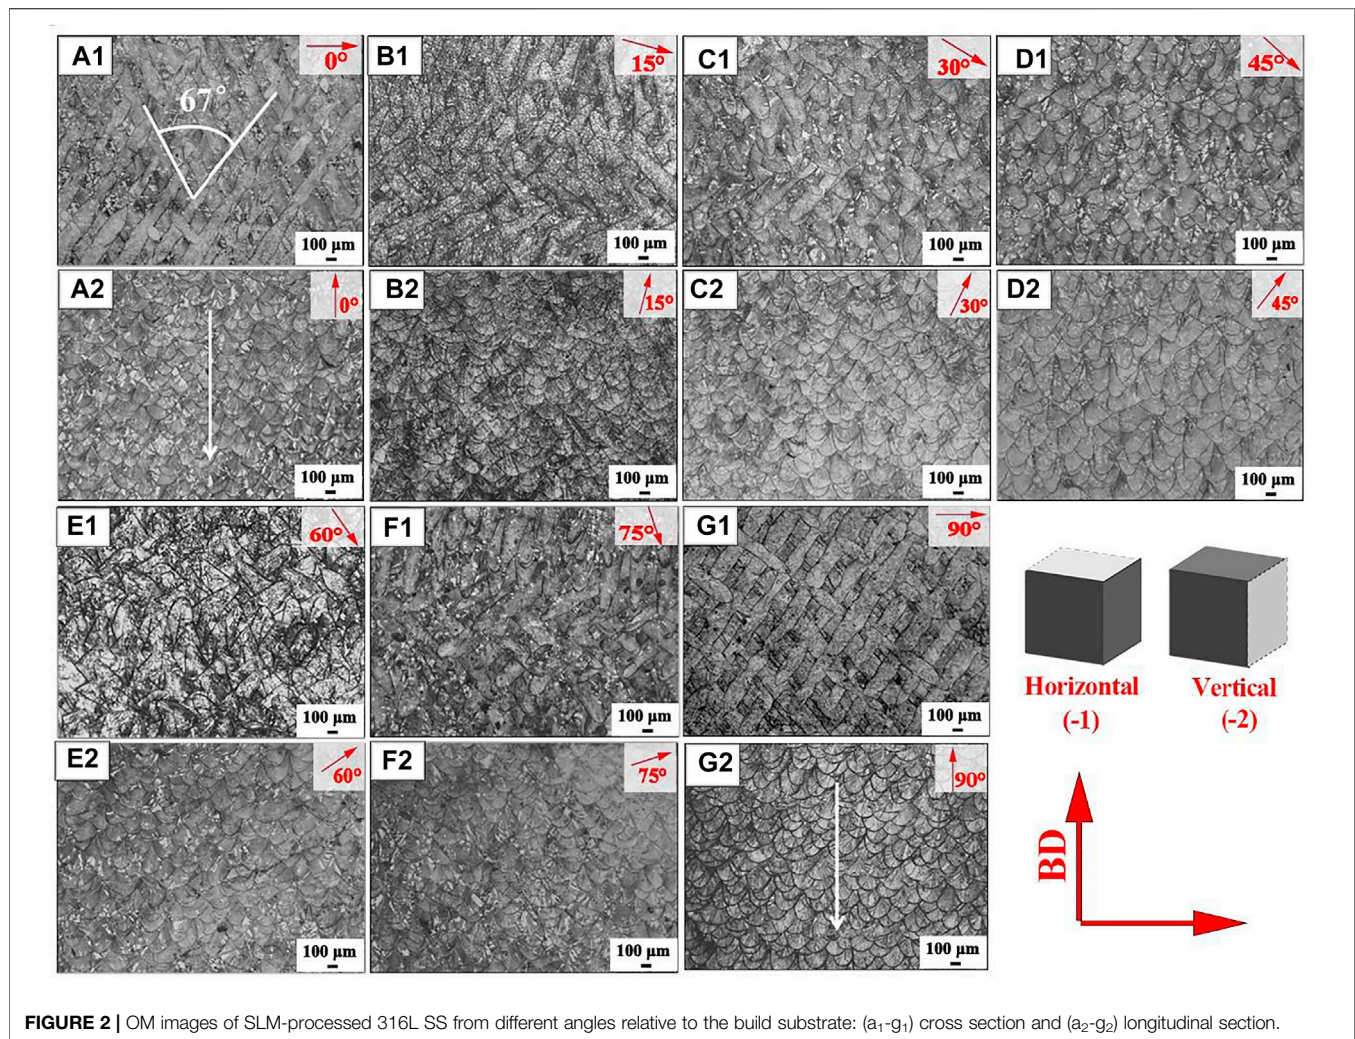 A1
67°
0°
100 µm
B1
15°
100 µm
C1
30°
100 µm
D1
45°
100 µm
A2
0°
100 µm
B2
15°
100 µm
C2
30°
100 µm
D2
45°
100 µm
E1
60°
100 µm
F1
75°
100 µm
G1
90°
100 µm
Horizontal
(-1)
Vertical
(-2)
E2
60°
100 µm
F2
75°
100 µm
G2
90°
100 µm
BD
FIGURE 2 | OM images of SLM-processed 316L SS from different angles relative to the build substrate: (a₁-g₁) cross section and (a₂-g₂) longitudinal section.